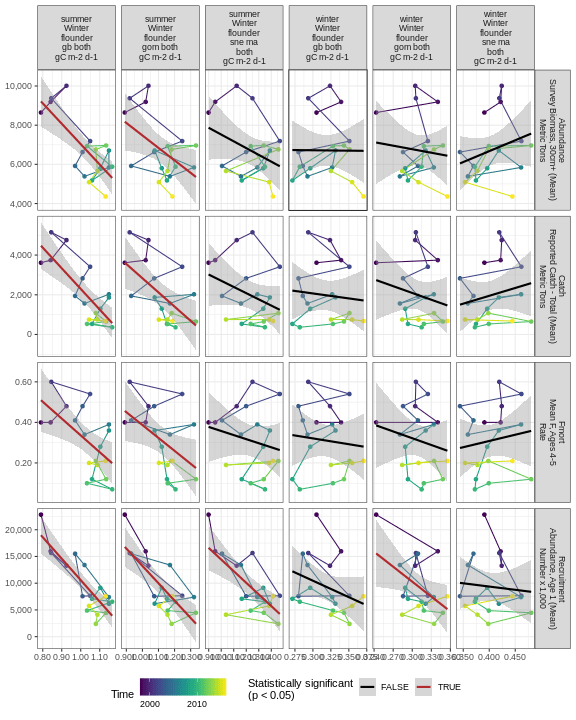 summer
Winter
flounder
gb both
gC m-2 d-1
summer
Winter
flounder
gom both
gC m-2 d-1
summer
Winter
flounder
sne ma
both
gC m-2 d-1
winter
Winter
flounder
gb both
gC m-2 d-1
winter
Winter
flounder
gom both
gC m-2 d-1
winter
Winter
flounder
sne ma
both
gC m-2 d-1
10,000
8,000
6,000
4,000
Abundance
Survey Biomass, 30cm+ (Mean)
Metric Tons
4,000
2,000
0
Catch
Reported Catch - Total (Mean)
Metric Tons
0.60
0.40
0.20
Fmort
Mean F, Ages 4-5
Rate
20,000
15,000
10,000
5,000
0
Recruitment
Abundance, Age 1 (Mean)
Number x 1,000
0.80 0.90 1.00 1.10
0.300 0.325 0.350
0.400 0.450
Time
2000 2010
Statistically significant
(p < 0.05)
FALSE
TRUE